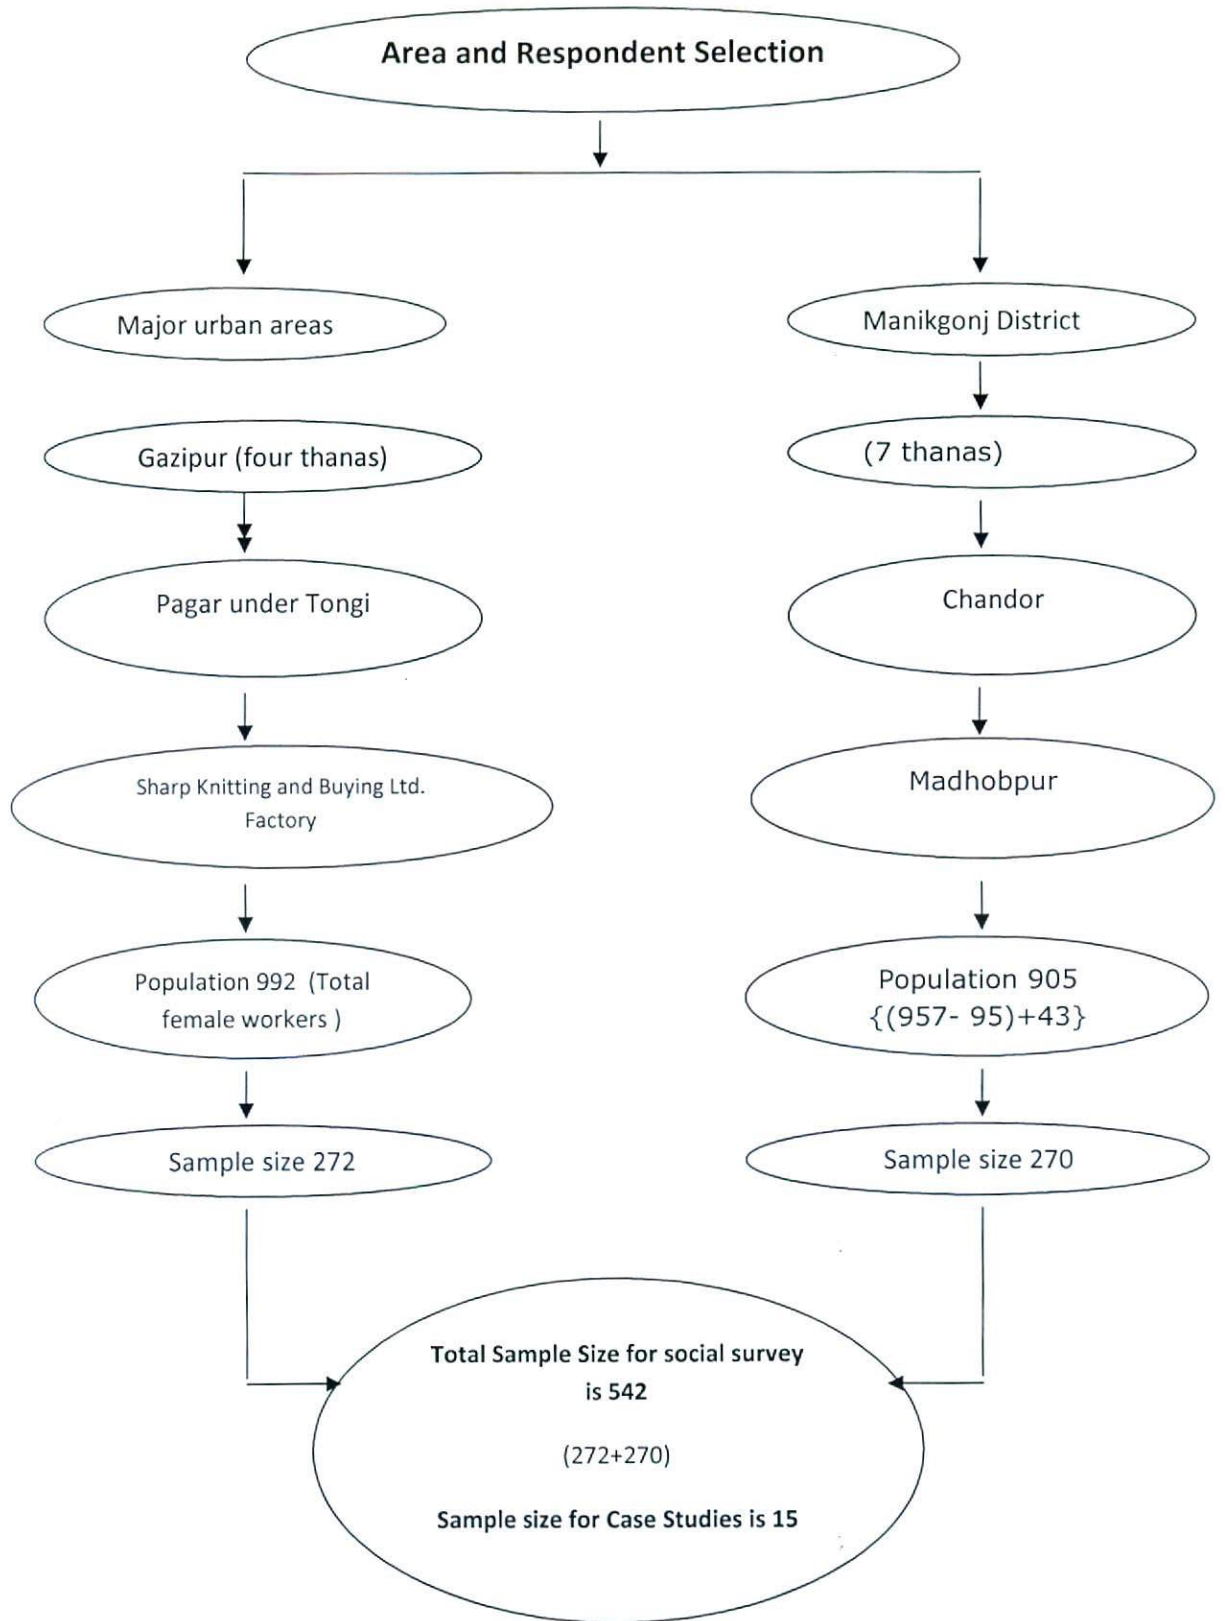 Area and Respondent Selection
Major urban areas
Manikgonj District
Gazipur (four thanas)
(7 thanas)
Pagar under Tongi
Chandor
Sharp Knitting and Buying Ltd.
Factory
Madhobpur
Population 992 (Total
female workers )
Population 905
{(957- 95)+43}
Sample size 272
Sample size 270
Total Sample Size for social survey
is 542
(272+270)
Sample size for Case Studies is 15